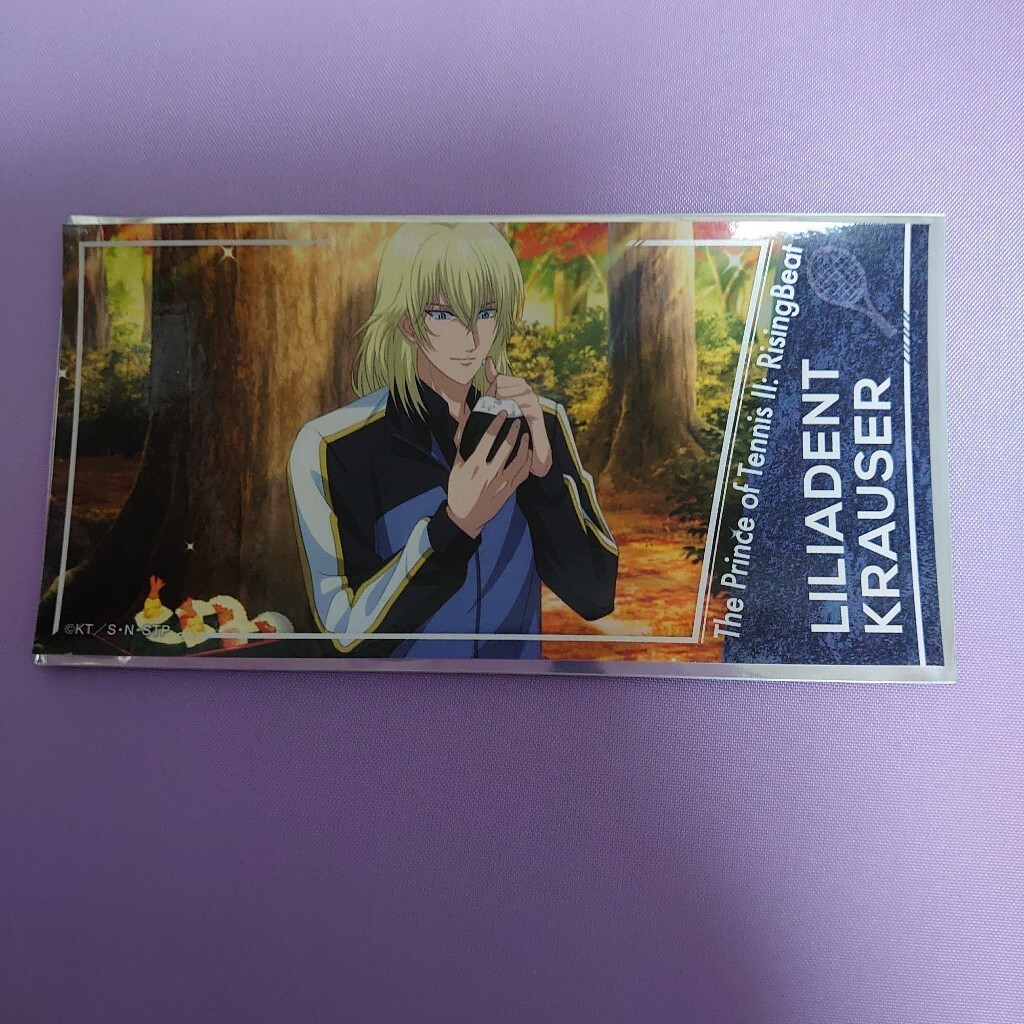 The Prince of Tennis II: RisingBeat
LILIADENT
KRAUSER
©KT／S・N・STP